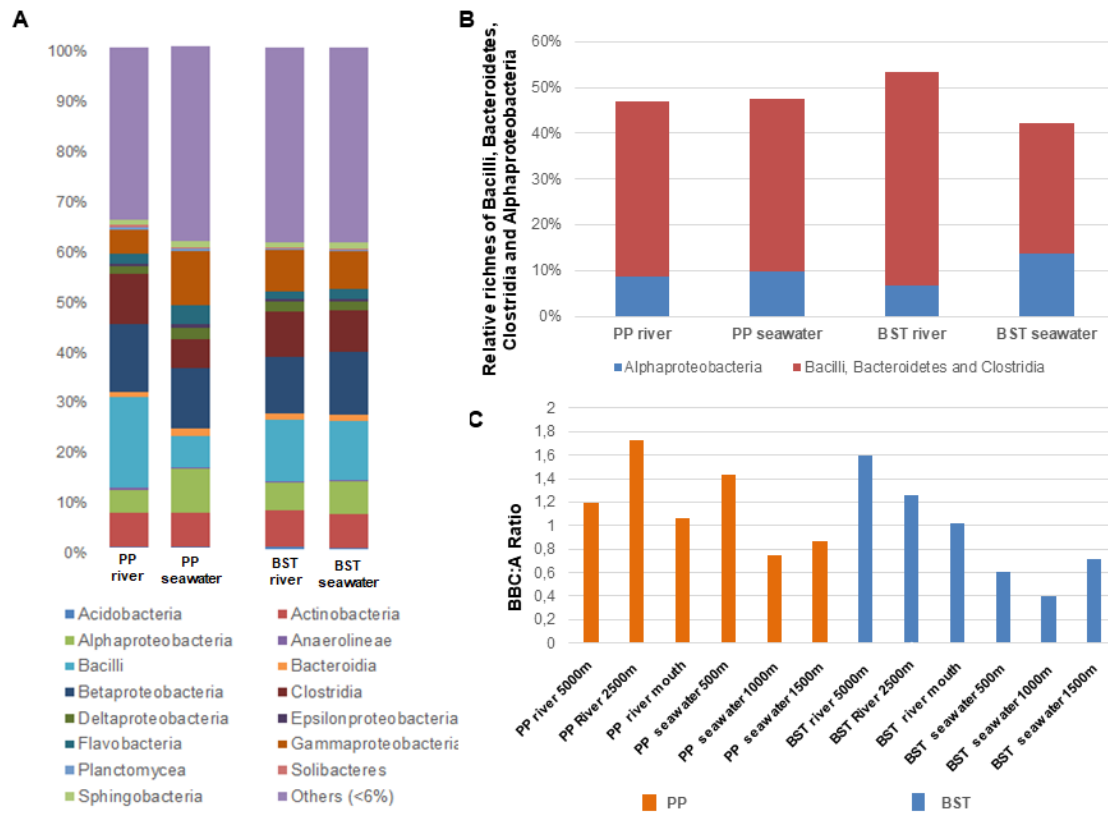 A
100%
90%
80%
70%
60%
50%
40%
30%
20%
10%
0%
PP
river
PP
seawater
BST
river
BST
seawater
Acidobacteria
Actinobacteria
Alphaproteobacteria
Anaerolineae
Bacilli
Bacteroidia
Betaproteobacteria
Clostridia
Deltaproteobacteria
Epsilonproteobacteria
Flavobacteria
Gammaproteobacteria
Planctomycea
Solibacteres
Sphingobacteria
Others (<6%)
B
Relative richnes of Bacilli, Bacteroidetes,
Clostridia and Alphaproteobacteria
60%
50%
40%
30%
20%
10%
0%
PP river
PP seawater
BST river
BST seawater
Alphaproteobacteria
Bacilli, Bacteroidetes and Clostridia
C
BBC:A Ratio
2
1,8
1,6
1,4
1,2
1
0,8
0,6
0,4
0,2
0
PP river 5000m
PP River 2500m
PP river mouth
PP seawater 500m
PP seawater 1000m
PP seawater 1500m
BST river 5000m
BST River 2500m
BST river mouth
BST seawater 500m
BST seawater 1000m
BST seawater 1500m
PP
BST